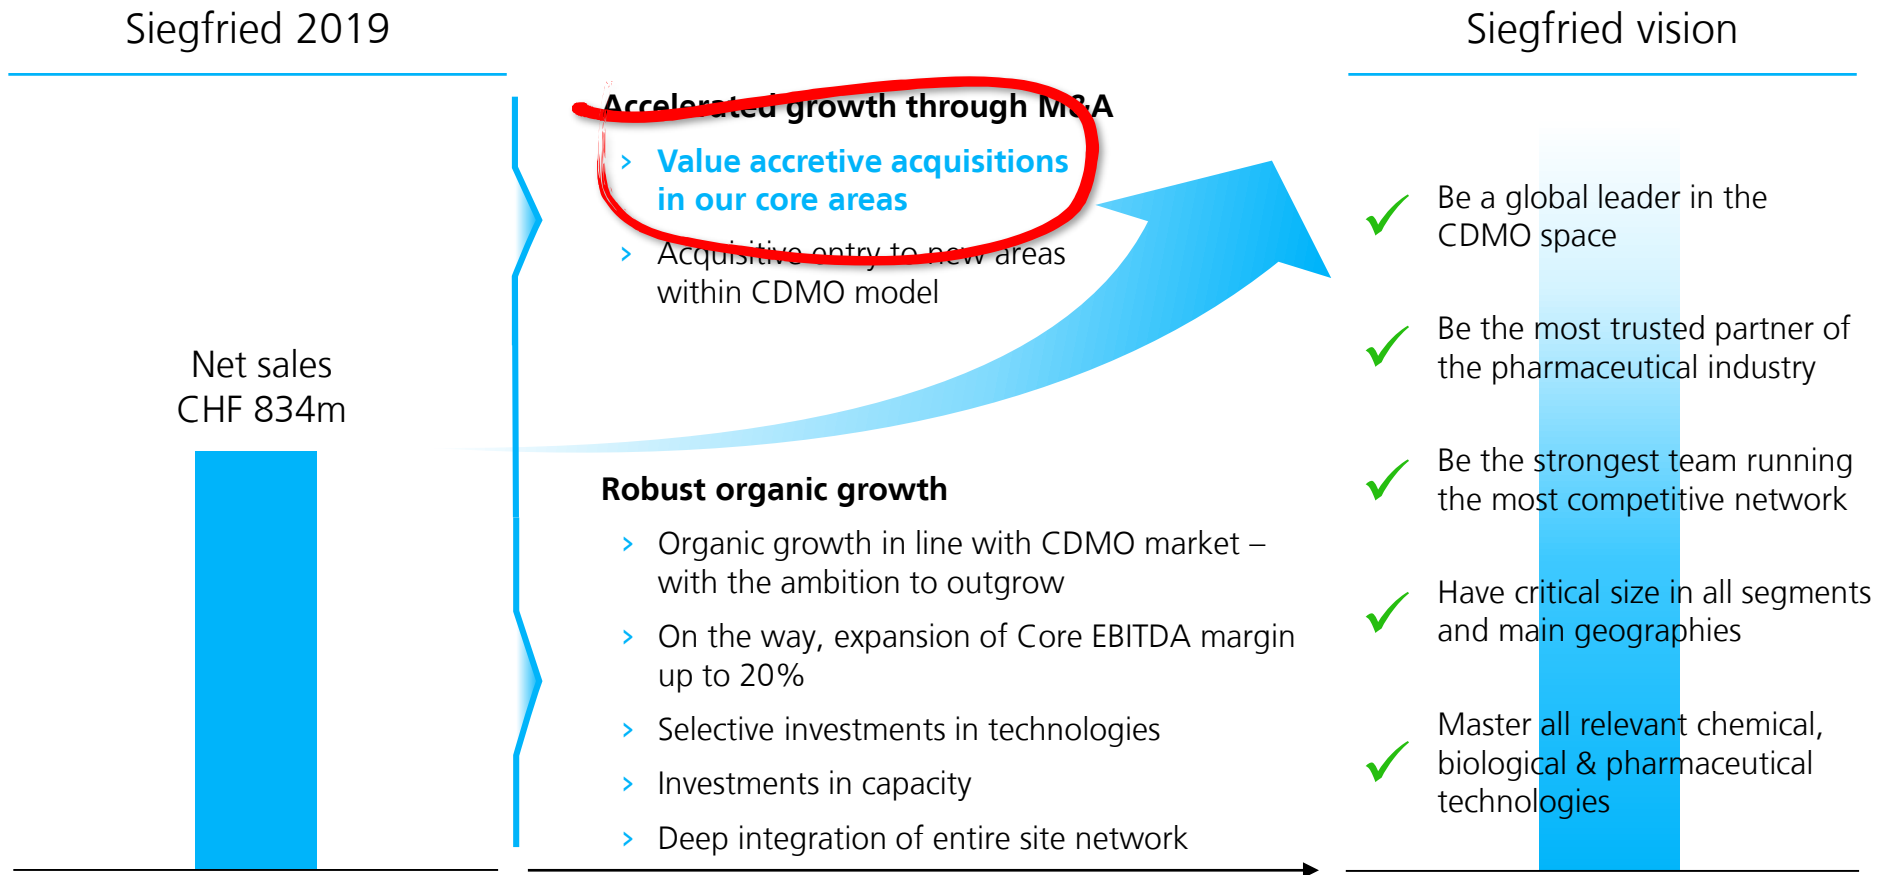 Siegfried 2019
Net sales
CHF 834m
Accelerated growth through M&A
› Value accretive acquisitions
in our core areas
› Acquisitive entry to new areas
within CDMO model
Robust organic growth
› Organic growth in line with CDMO market –
with the ambition to outgrow
› On the way, expansion of Core EBITDA margin
up to 20%
› Selective investments in technologies
› Investments in capacity
› Deep integration of entire site network
Siegfried vision
✓ Be a global leader in the
CDMO space
✓ Be the most trusted partner of
the pharmaceutical industry
✓ Be the strongest team running
the most competitive network
✓ Have critical size in all segments
and main geographies
✓ Master all relevant chemical,
biological & pharmaceutical
technologies